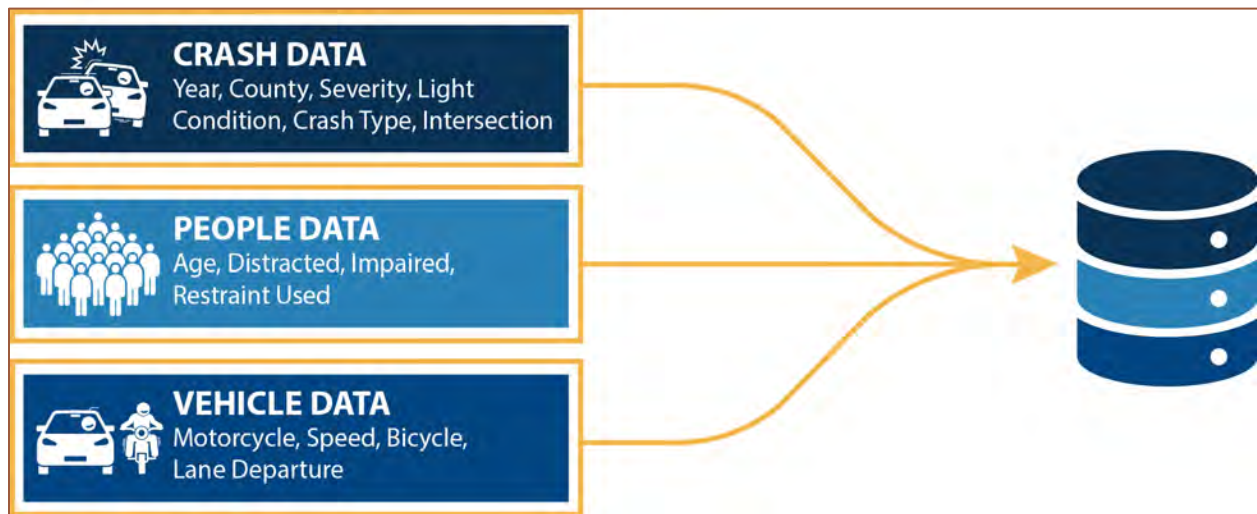 CRASH DATA
Year, County, Severity, Light
Condition, Crash Type, Intersection
PEOPLE DATA
Age, Distracted, Impaired,
Restraint Used
VEHICLE DATA
Motorcycle, Speed, Bicycle,
Lane Departure